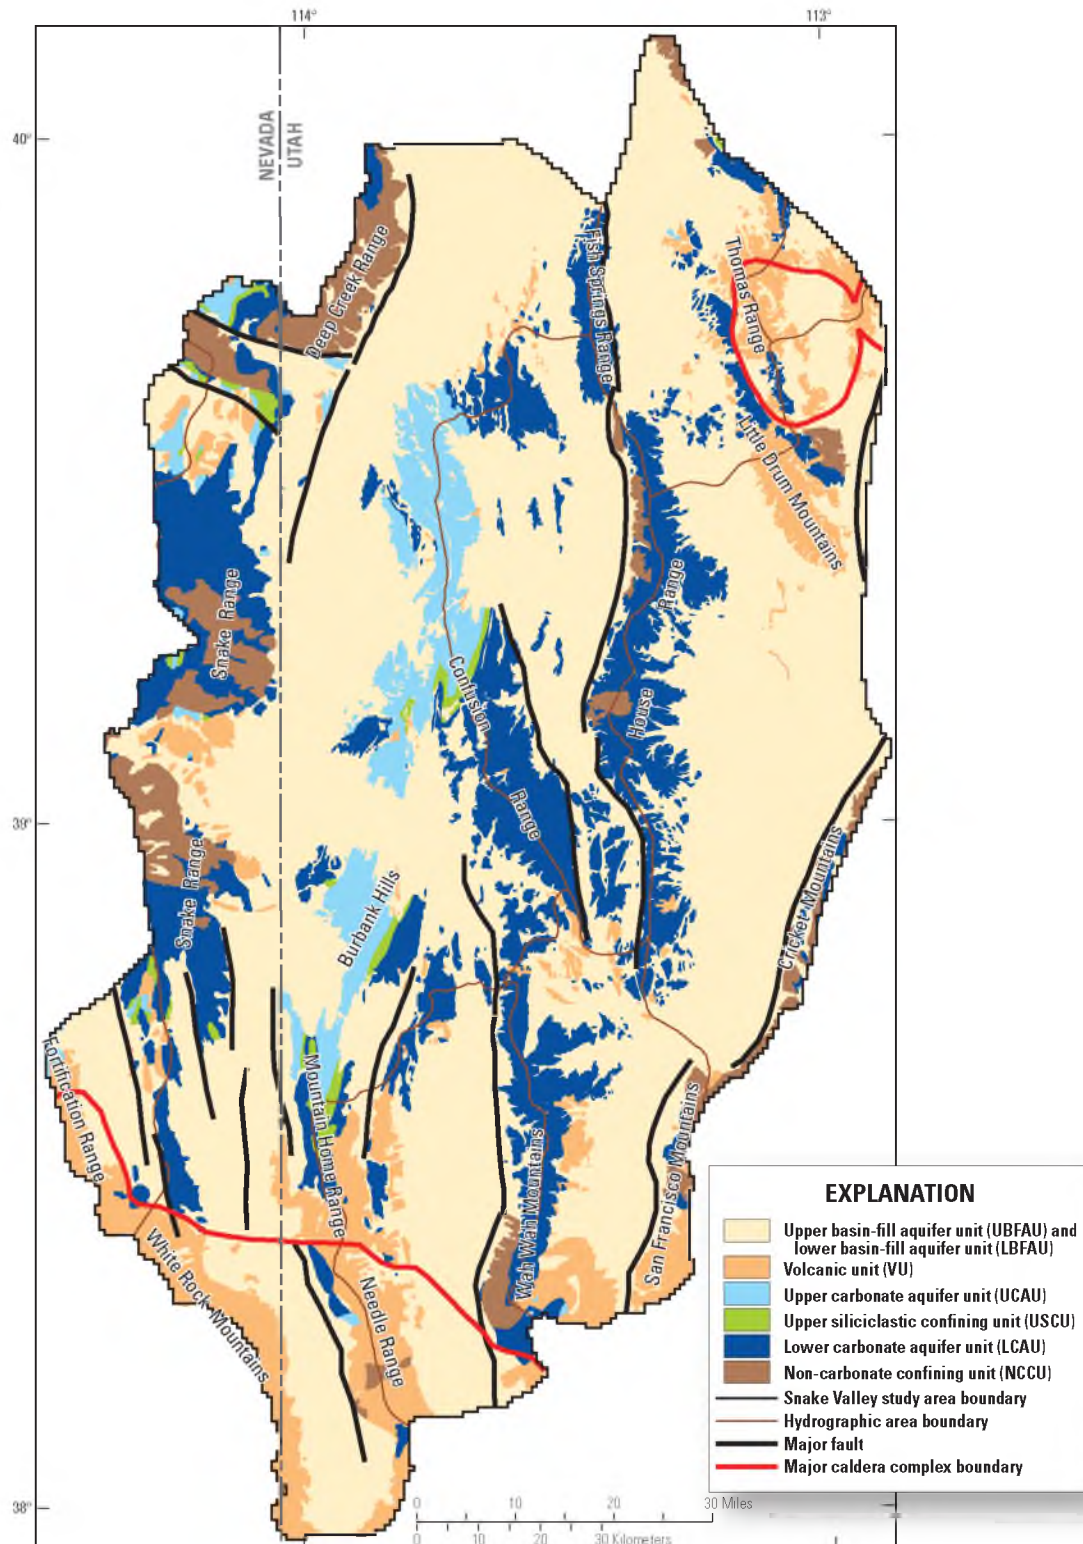 114°
113°
40°
NEVADA
UTAH
Deep Creek Range
Fish Springs Range
Thomas Range
Little Drum Mountains
Snake Range
Confusion
Range
House
Range
39°
Snake Range
Burbank Hills
Cricket Mountains
Fortification Range
Mountain Home Range
White Rock Mountains
Needle Range
Wah Wah Mountains
San Francisco Mountains
38°
EXPLANATION
Upper basin-fill aquifer unit (UBFAU) and
lower basin-fill aquifer unit (LBFAU)
Volcanic unit (VU)
Upper carbonate aquifer unit (UCAU)
Upper siliciclastic confining unit (USCU)
Lower carbonate aquifer unit (LCAU)
Non-carbonate confining unit (NCCU)
Snake Valley study area boundary
Hydrographic area boundary
Major fault
Major caldera complex boundary
0 10 20 30 Miles
0 10 20 30 Kilometers